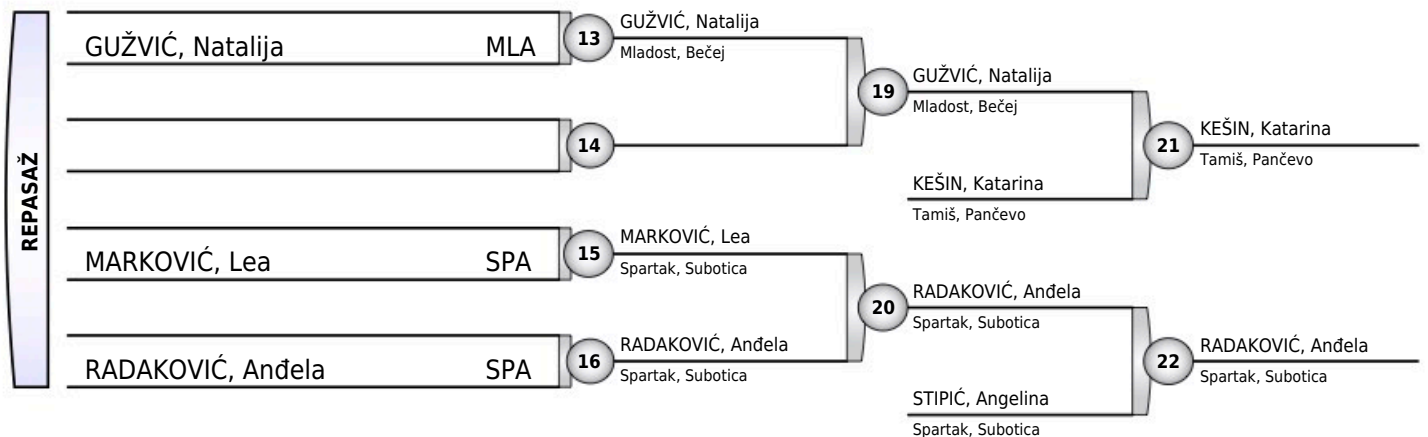 REPASAŽ
GUŽVIĆ, Natalija MLA
13
GUŽVIĆ, Natalija
Mladost, Bečej
14
19
GUŽVIĆ, Natalija
Mladost, Bečej
KEŠIN, Katarina
Tamiš, Pančevo
21
KEŠIN, Katarina
Tamiš, Pančevo
MARKOVIĆ, Lea SPA
15
MARKOVIĆ, Lea
Spartak, Subotica
RADAKOVIĆ, Anđela SPA
16
RADAKOVIĆ, Anđela
Spartak, Subotica
20
RADAKOVIĆ, Anđela
Spartak, Subotica
STIPIĆ, Angelina
Spartak, Subotica
22
RADAKOVIĆ, Anđela
Spartak, Subotica